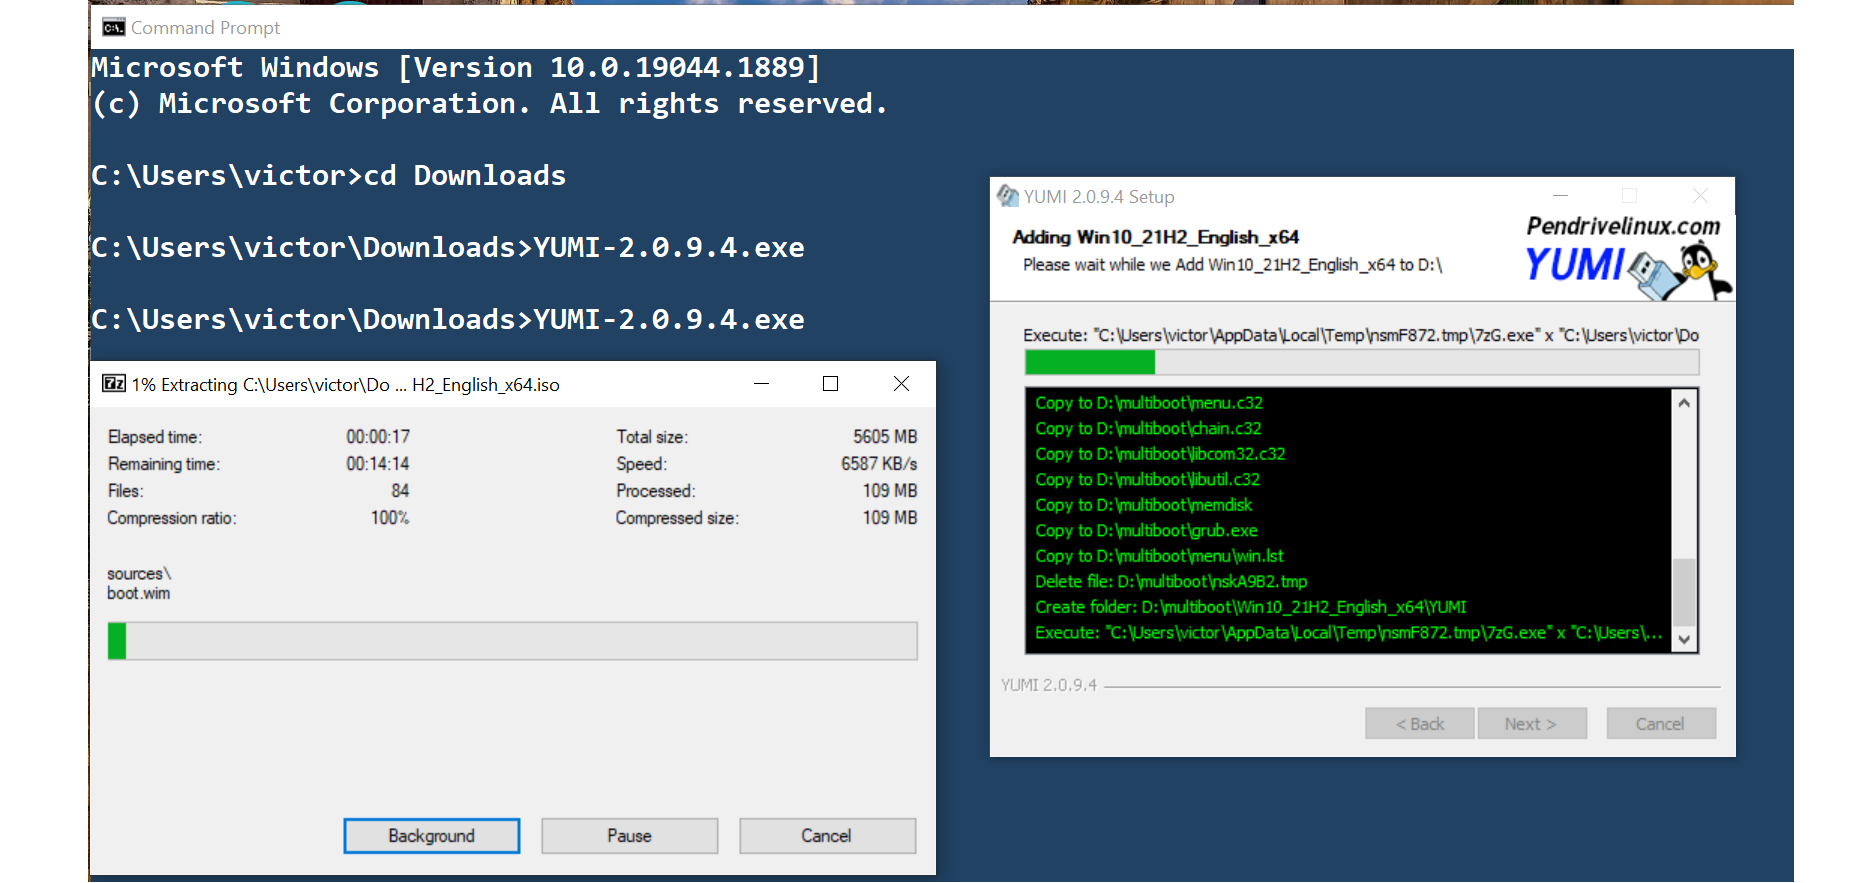 Command Prompt
Microsoft Windows [Version 10.0.19044.1889]
(c) Microsoft Corporation. All rights reserved.
C:\Users\victor>cd Downloads
C:\Users\victor\Downloads>YUMI-2.0.9.4.exe
C:\Users\victor\Downloads>YUMI-2.0.9.4.exe
1% Extracting C:\Users\victor\Do ... H2_English_x64.iso
Elapsed time: 00:00:17 Total size: 5605 MB
Remaining time: 00:14:14 Speed: 6587 KB/s
Files: 84 Processed: 109 MB
Compression ratio: 100% Compressed size: 109 MB
sources\
boot.wim
Background Pause Cancel
YUMI 2.0.9.4 Setup
Adding Win10_21H2_English_x64
Please wait while we Add Win10_21H2_English_x64 to D:\
Pendrivelinux.com
YUMI
Execute: "C:\Users\victor\AppData\Local\Temp\nsmF872.tmp\7zG.exe" x "C:\Users\victor\Do
Copy to D:\multiboot\menu.c32
Copy to D:\multiboot\chain.c32
Copy to D:\multiboot\libcom32.c32
Copy to D:\multiboot\libutil.c32
Copy to D:\multiboot\memdisk
Copy to D:\multiboot\grub.exe
Copy to D:\multiboot\menu\win.lst
Delete file: D:\multiboot\nskA9B2.tmp
Create folder: D:\multiboot\Win10_21H2_English_x64\YUMI
Execute: "C:\Users\victor\AppData\Local\Temp\nsmF872.tmp\7zG.exe" x "C:\Users\...
YUMI 2.0.9.4
< Back Next > Cancel